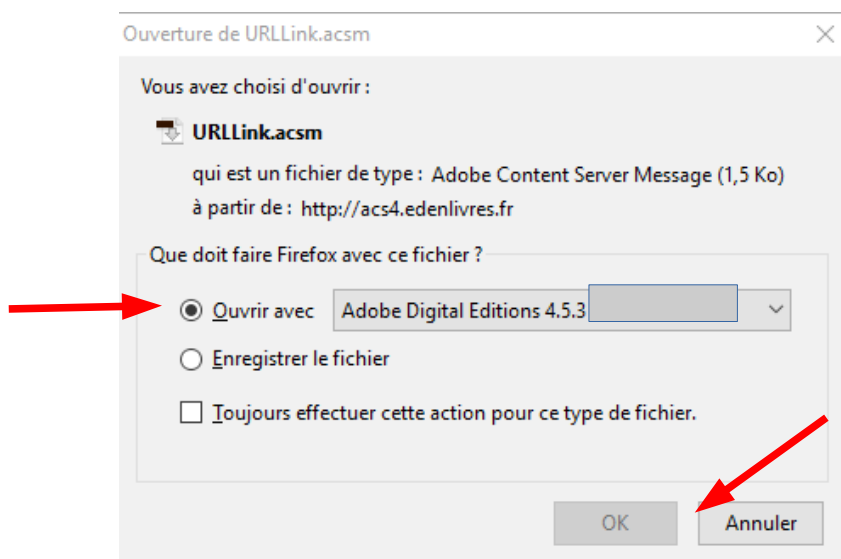 Ouverture de URLLink.acsm
Vous avez choisi d'ouvrir :
URLLink.acsm
qui est un fichier de type : Adobe Content Server Message (1,5 Ko)
à partir de : http://acs4.edenlivres.fr
Que doit faire Firefox avec ce fichier ?
Ouvrir avec Adobe Digital Editions 4.5.3
Enregistrer le fichier
Toujours effectuer cette action pour ce type de fichier.
OK Annuler